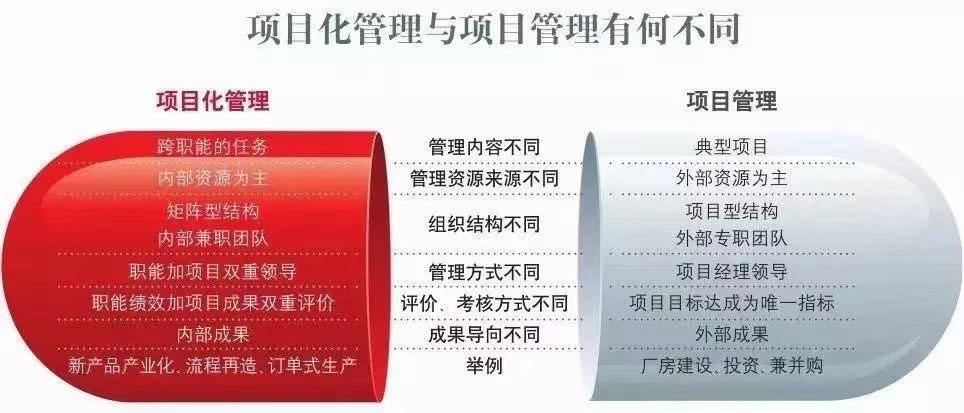 项目化管理与项目管理有何不同
项目化管理
项目管理
跨职能的任务
管理内容不同
典型项目
内部资源为主
管理资源来源不同
外部资源为主
矩阵型结构
内部兼职团队
组织结构不同
项目型结构
外部专职团队
职能加项目双重领导
管理方式不同
项目经理领导
职能绩效加项目成果双重评价
评价、考核方式不同
项目目标达成为唯一指标
内部成果
成果导向不同
外部成果
新产品产业化、流程再造、订单式生产
举例
厂房建设、投资、兼并购